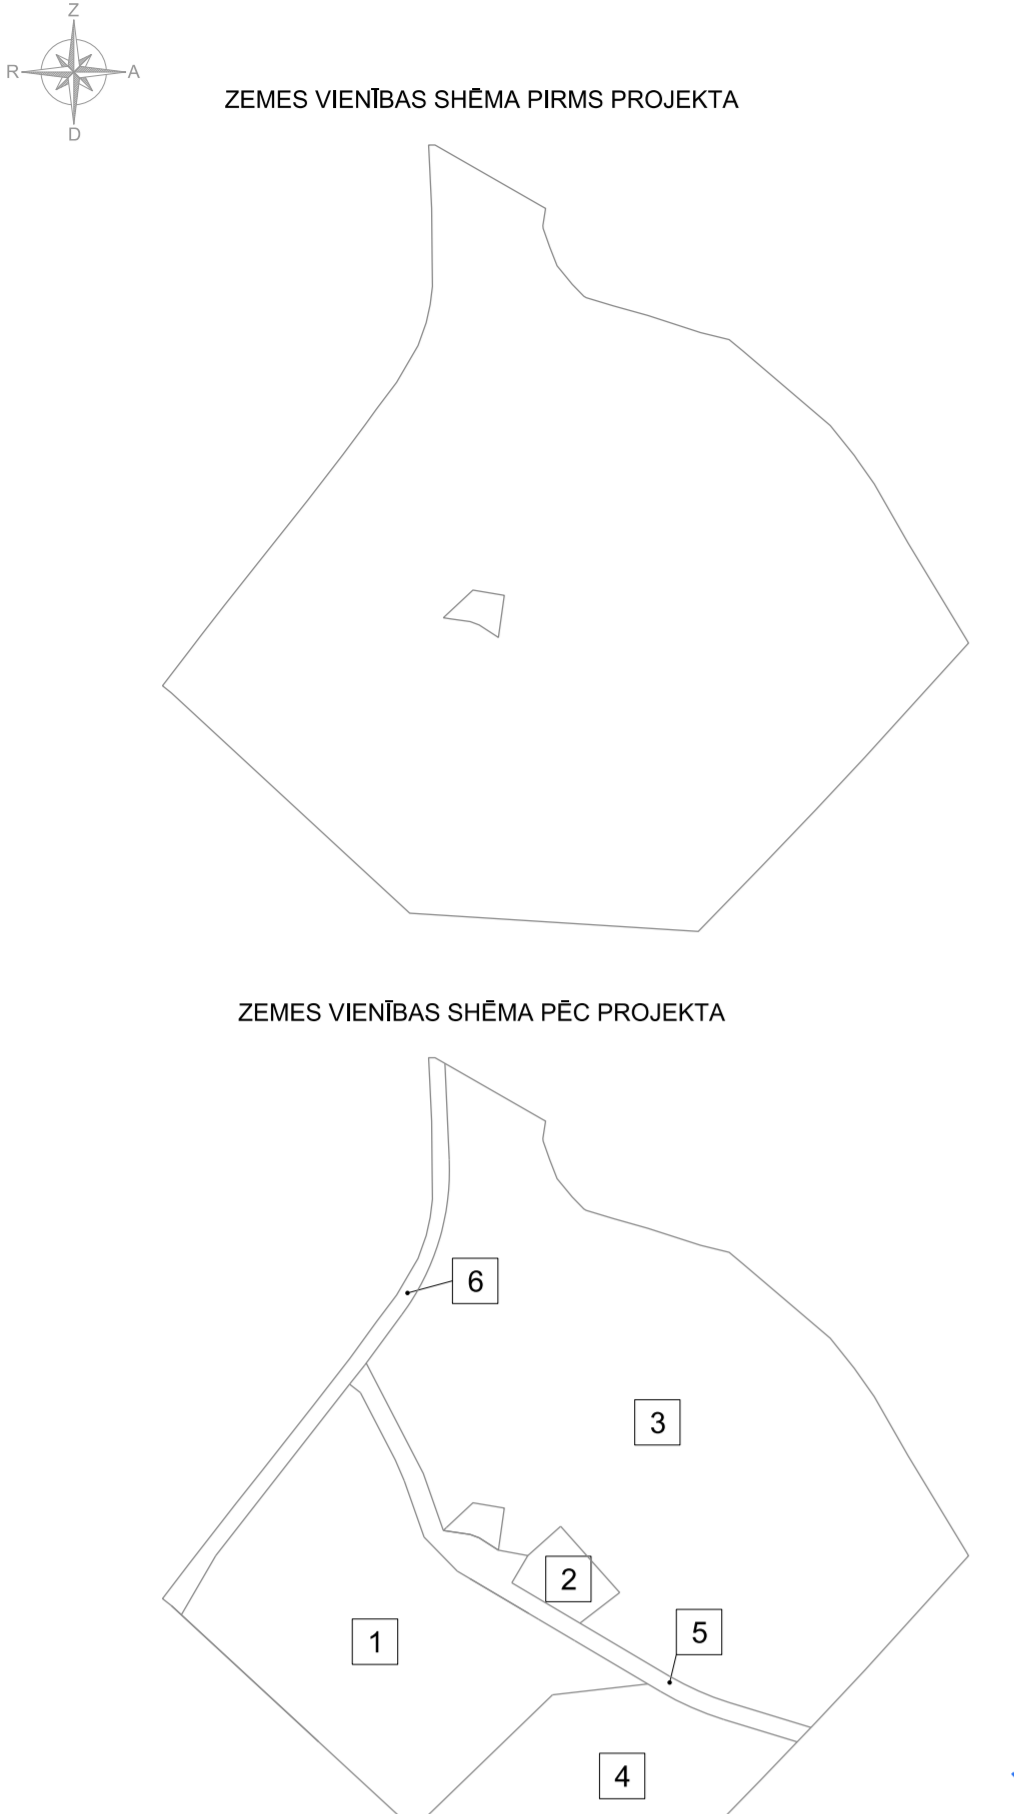 Z
R A
D
ZEMES VIENĪBAS SHĒMA PIRMS PROJEKTA
ZEMES VIENĪBAS SHĒMA PĒC PROJEKTA
6
3
2
5
1
4